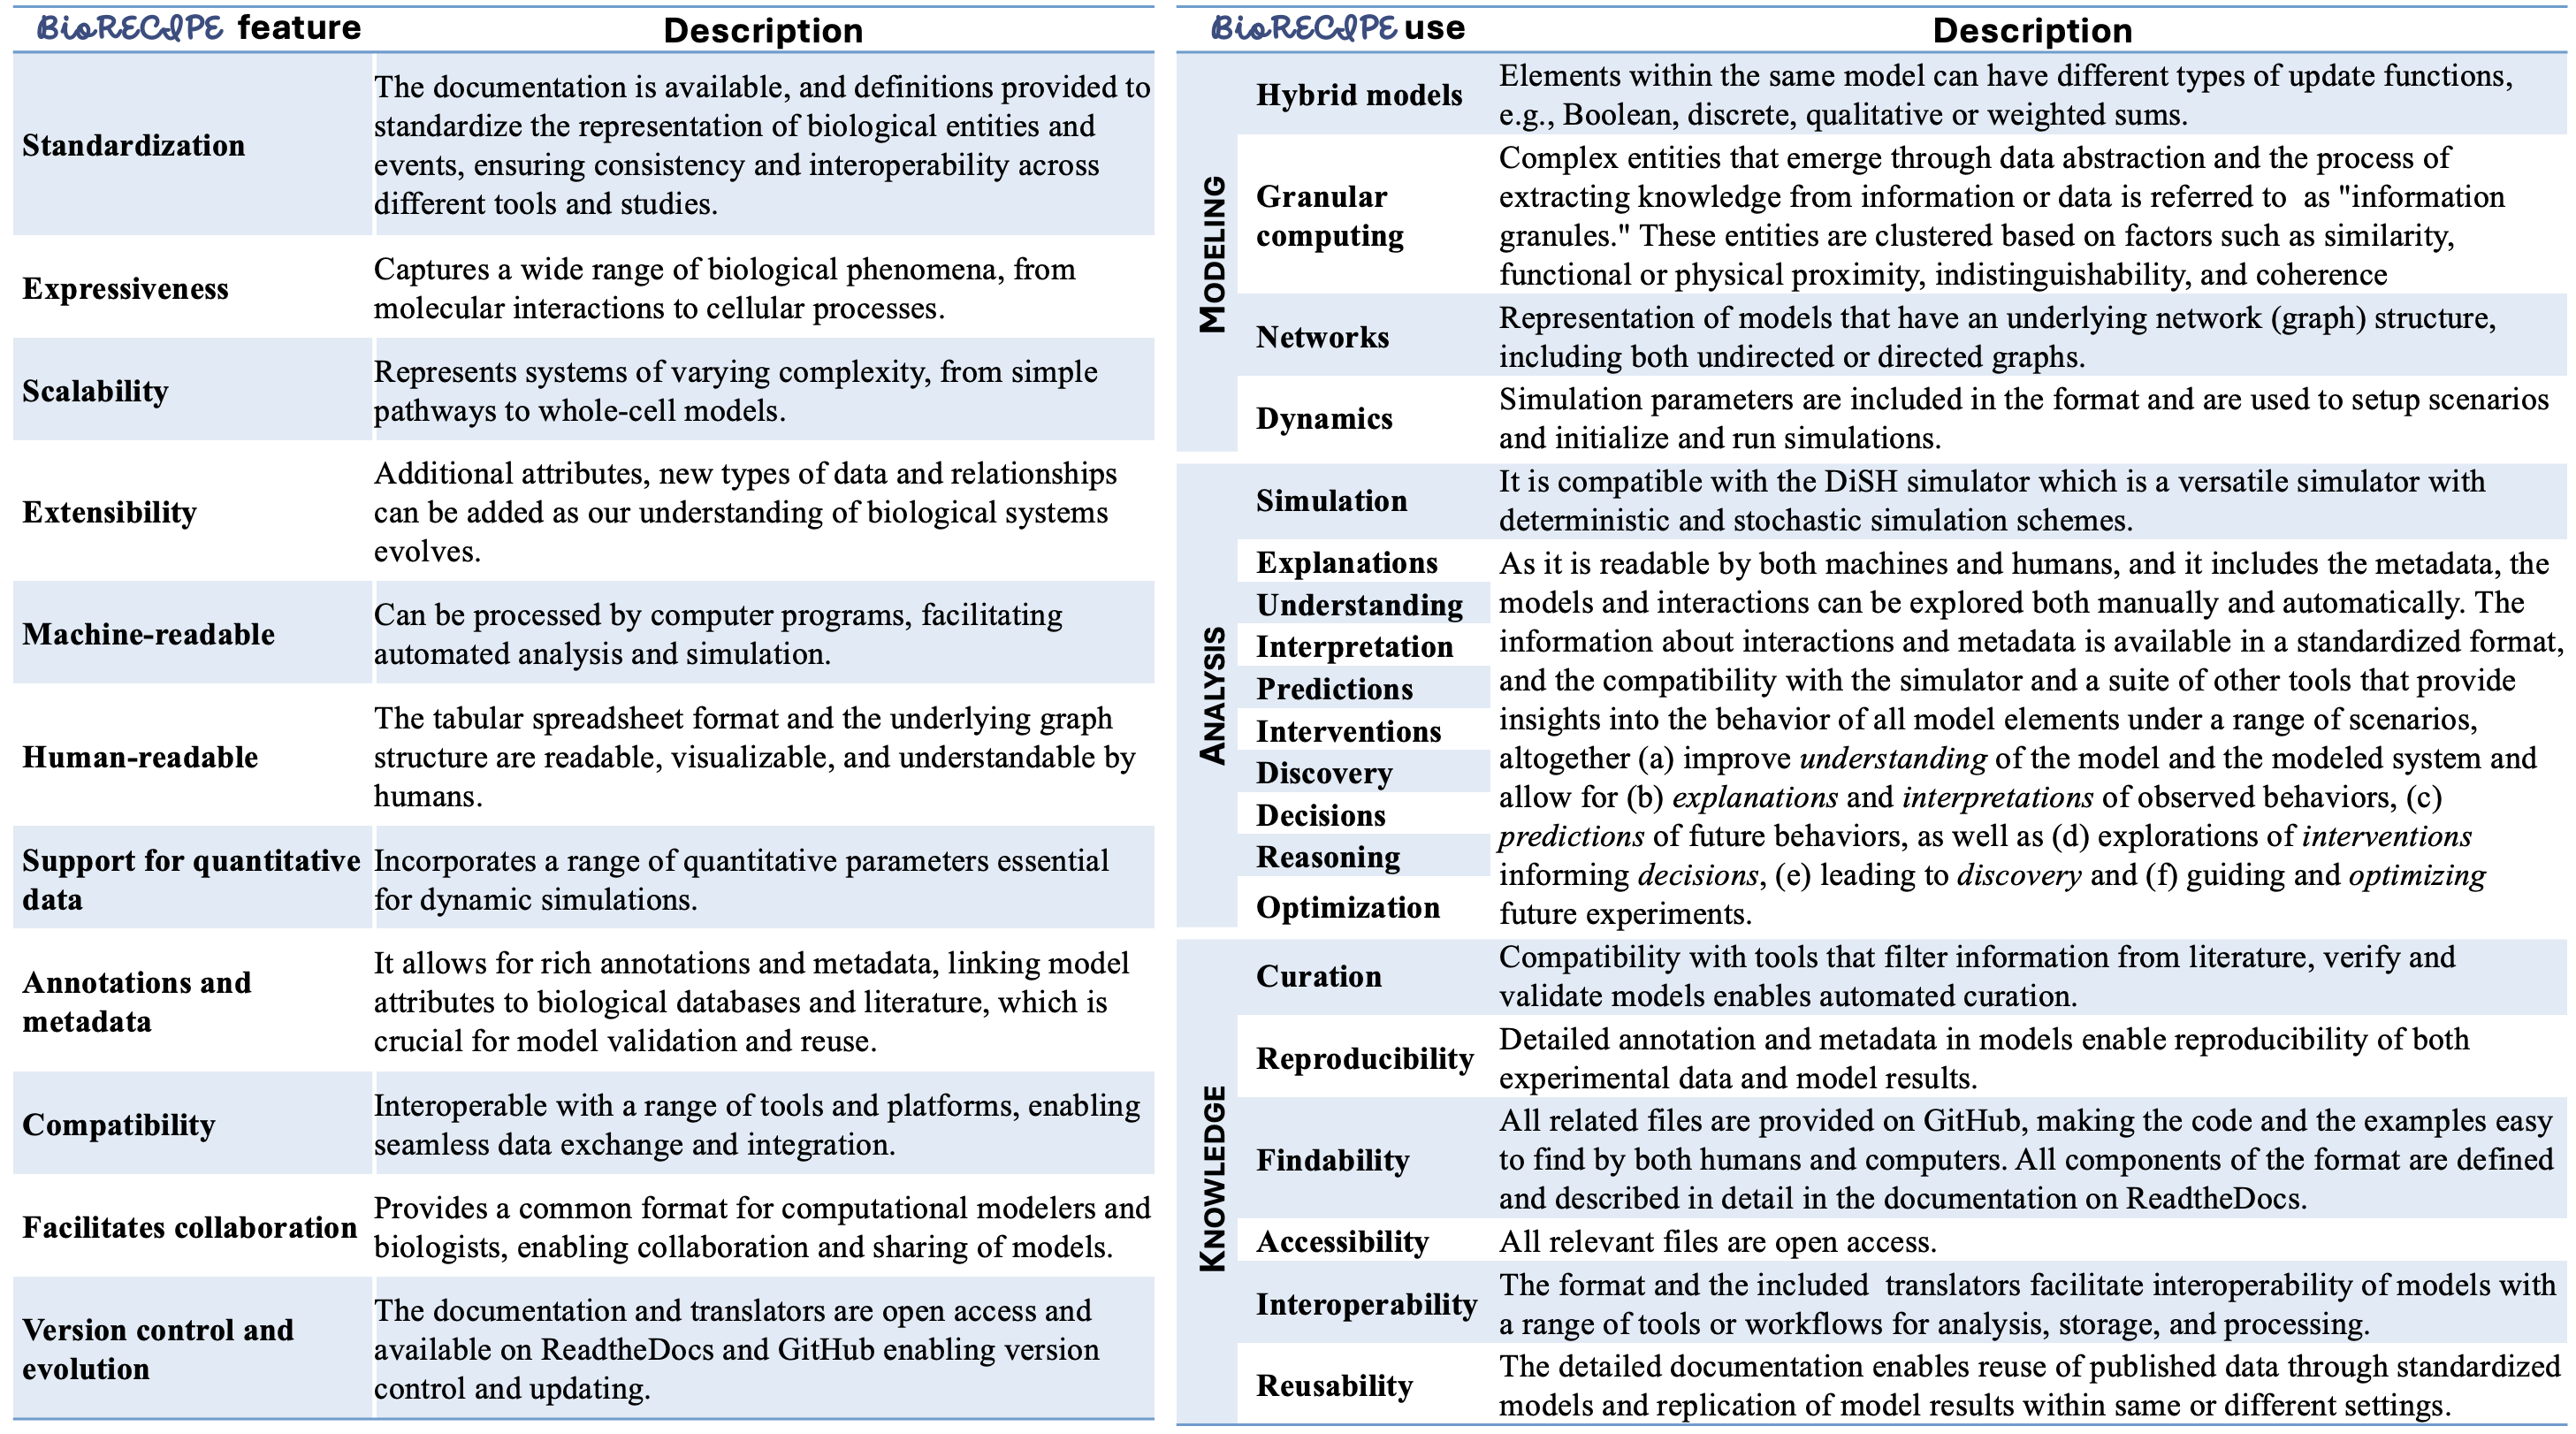 BioRECIPE feature Description
Standardization
The documentation is available, and definitions provided to
standardize the representation of biological entities and
events, ensuring consistency and interoperability across
different tools and studies.
Expressiveness
Captures a wide range of biological phenomena, from
molecular interactions to cellular processes.
Scalability
Represents systems of varying complexity, from simple
pathways to whole-cell models.
Extensibility
Additional attributes, new types of data and relationships
can be added as our understanding of biological systems
evolves.
Machine-readable
Can be processed by computer programs, facilitating
automated analysis and simulation.
Human-readable
The tabular spreadsheet format and the underlying graph
structure are readable, visualizable, and understandable by
humans.
Support for quantitative
data
Incorporates a range of quantitative parameters essential
for dynamic simulations.
Annotations and
metadata
It allows for rich annotations and metadata, linking model
attributes to biological databases and literature, which is
crucial for model validation and reuse.
Compatibility
Interoperable with a range of tools and platforms, enabling
seamless data exchange and integration.
Facilitates collaboration
Provides a common format for computational modelers and
biologists, enabling collaboration and sharing of models.
Version control and
evolution
The documentation and translators are open access and
available on ReadtheDocs and GitHub enabling version
control and updating.
BioRECIPE use Description
MODELING
Hybrid models
Elements within the same model can have different types of update functions,
e.g., Boolean, discrete, qualitative or weighted sums.
Granular
computing
Complex entities that emerge through data abstraction and the process of
extracting knowledge from information or data is referred to as "information
granules." These entities are clustered based on factors such as similarity,
functional or physical proximity, indistinguishability, and coherence
Networks
Representation of models that have an underlying network (graph) structure,
including both undirected or directed graphs.
Dynamics
Simulation parameters are included in the format and are used to setup scenarios
and initialize and run simulations.
ANALYSIS
Simulation
It is compatible with the DiSH simulator which is a versatile simulator with
deterministic and stochastic simulation schemes.
Explanations
Understanding
Interpretation
Predictions
Interventions
Discovery
Decisions
Reasoning
Optimization
As it is readable by both machines and humans, and it includes the metadata, the
models and interactions can be explored both manually and automatically. The
information about interactions and metadata is available in a standardized format,
and the compatibility with the simulator and a suite of other tools that provide
insights into the behavior of all model elements under a range of scenarios,
altogether (a) improve understanding of the model and the modeled system and
allow for (b) explanations and interpretations of observed behaviors, (c)
predictions of future behaviors, as well as (d) explorations of interventions
informing decisions, (e) leading to discovery and (f) guiding and optimizing
future experiments.
KNOWLEDGE
Curation
Compatibility with tools that filter information from literature, verify and
validate models enables automated curation.
Reproducibility
Detailed annotation and metadata in models enable reproducibility of both
experimental data and model results.
Findability
All related files are provided on GitHub, making the code and the examples easy
to find by both humans and computers. All components of the format are defined
and described in detail in the documentation on ReadtheDocs.
Accessibility
All relevant files are open access.
Interoperability
The format and the included translators facilitate interoperability of models with
a range of tools or workflows for analysis, storage, and processing.
Reusability
The detailed documentation enables reuse of published data through standardized
models and replication of model results within same or different settings.